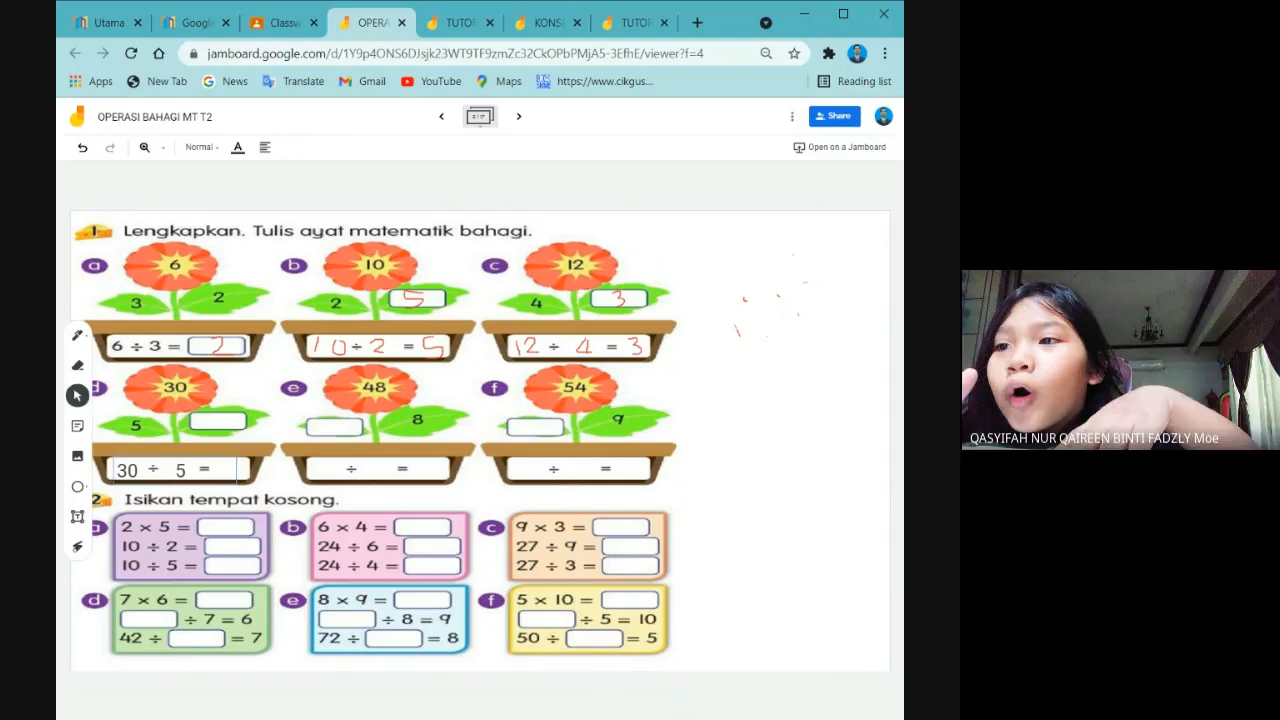 Utama
Google
Classw
OPERA
TUTOR
KONSE
TUTOR
jamboard.google.com/d/1Y9p4ONS6DJsjk23WT9TF9zmZc32CkOPbPMjA5-3EfhE/viewer?f=4
Apps New Tab News Translate Gmail YouTube Maps https://www.cikgus... Reading list
OPERASI BAHAGI MT T2
Share
Normal
A
Open on a Jamboard
1 Lengkapkan. Tulis ayat matematik bahagi.
a 6 b 10 c 12
3 2 2 5 4 3
6 ÷ 3 = 2 10 ÷ 2 = 5 12 ÷ 4 = 3
d 30 e 48 f 54
5 8 9
30 ÷ 5 = ÷ = ÷ =
2 Isikan tempat kosong.
a 2 × 5 = b 6 × 4 = c 9 × 3 =
10 ÷ 2 = 24 ÷ 6 = 27 ÷ 9 =
10 ÷ 5 = 24 ÷ 4 = 27 ÷ 3 =
d 7 × 6 = e 8 × 9 = f 5 × 10 =
÷ 7 = 6 ÷ 8 = 9 ÷ 5 = 10
42 ÷ = 7 72 ÷ = 8 50 ÷ = 5
QASYIFAH NUR QAIREEN BINTI FADZLY Moe